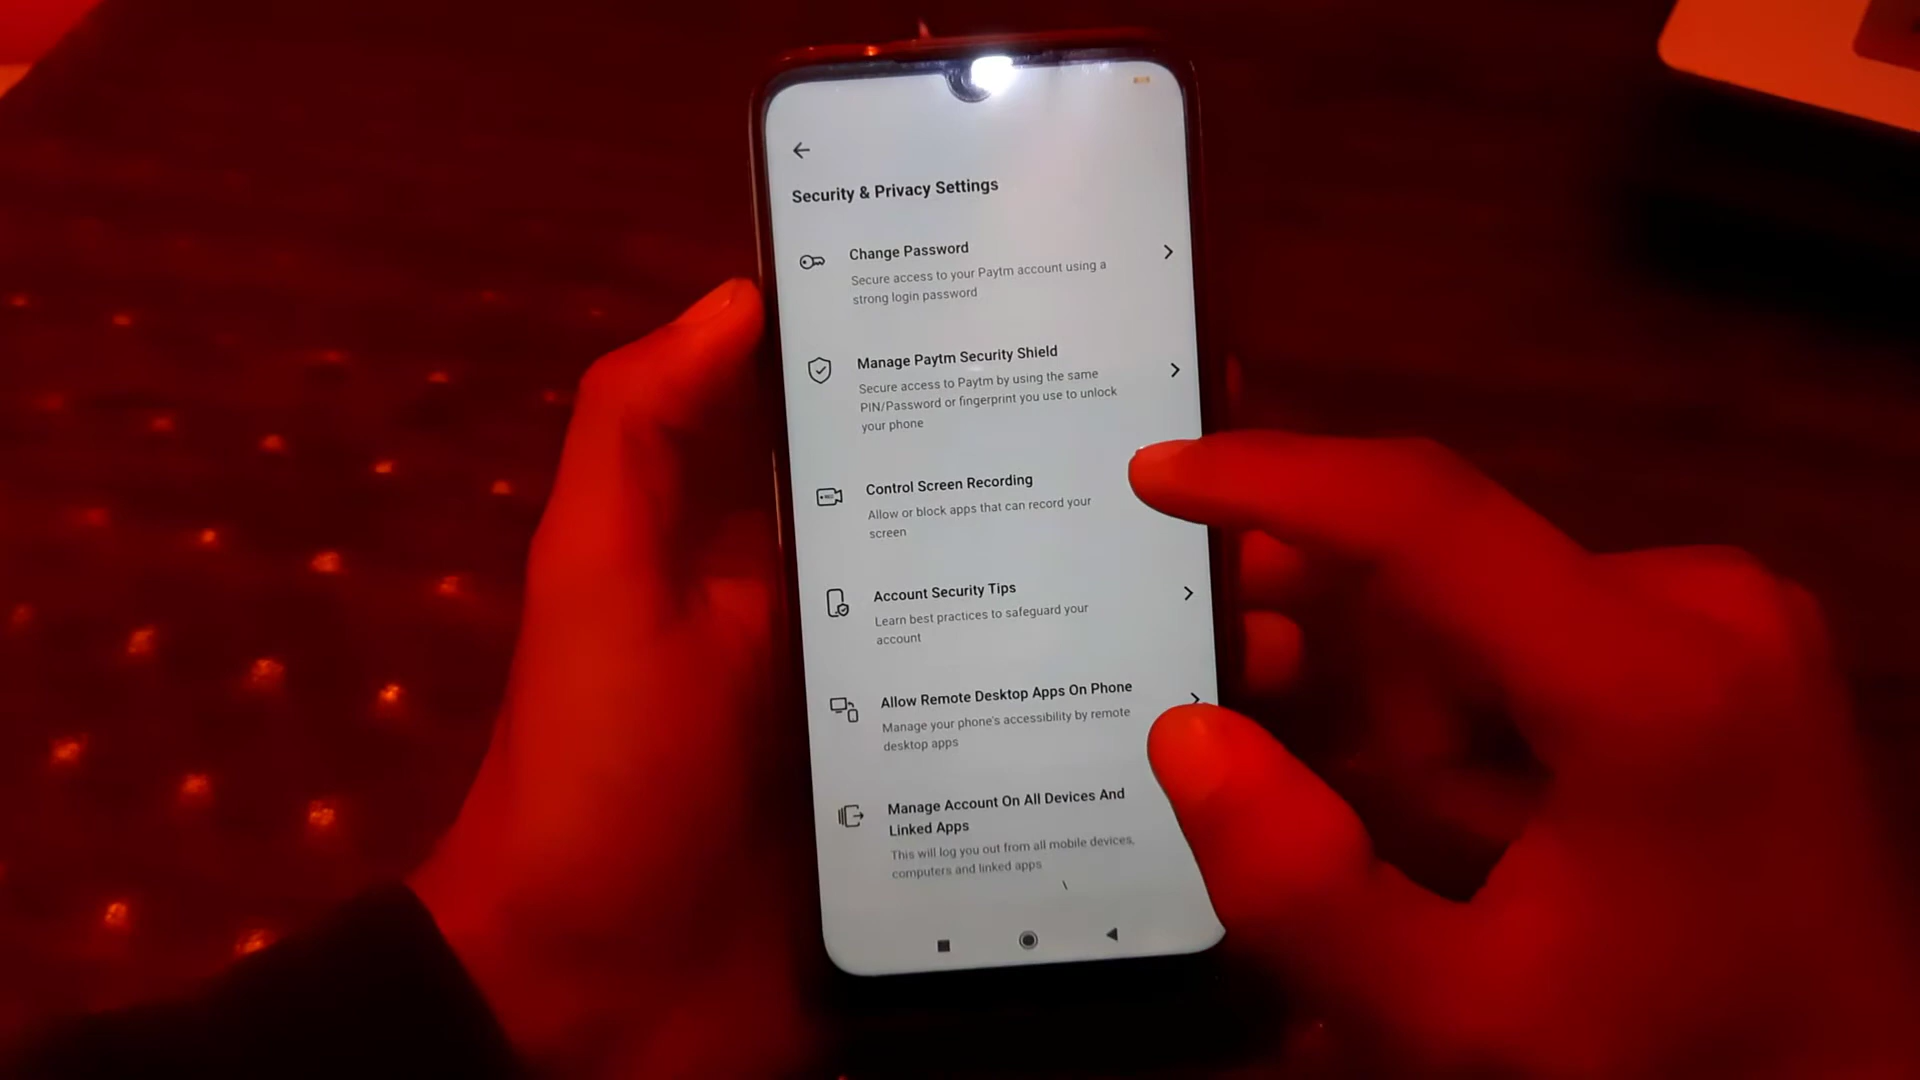 Security & Privacy Settings
Change Password
Secure access to your Paytm account using a
strong login password
Manage Paytm Security Shield
Secure access to Paytm by using the same
PIN/Password or fingerprint you use to unlock
your phone
Control Screen Recording
Allow or block apps that can record your
screen
Account Security Tips
Learn best practices to safeguard your
account
Allow Remote Desktop Apps On Phone
Manage your phone's accessibility by remote
desktop apps
Manage Account On All Devices And
Linked Apps
This will log you out from all mobile devices,
computers and linked apps